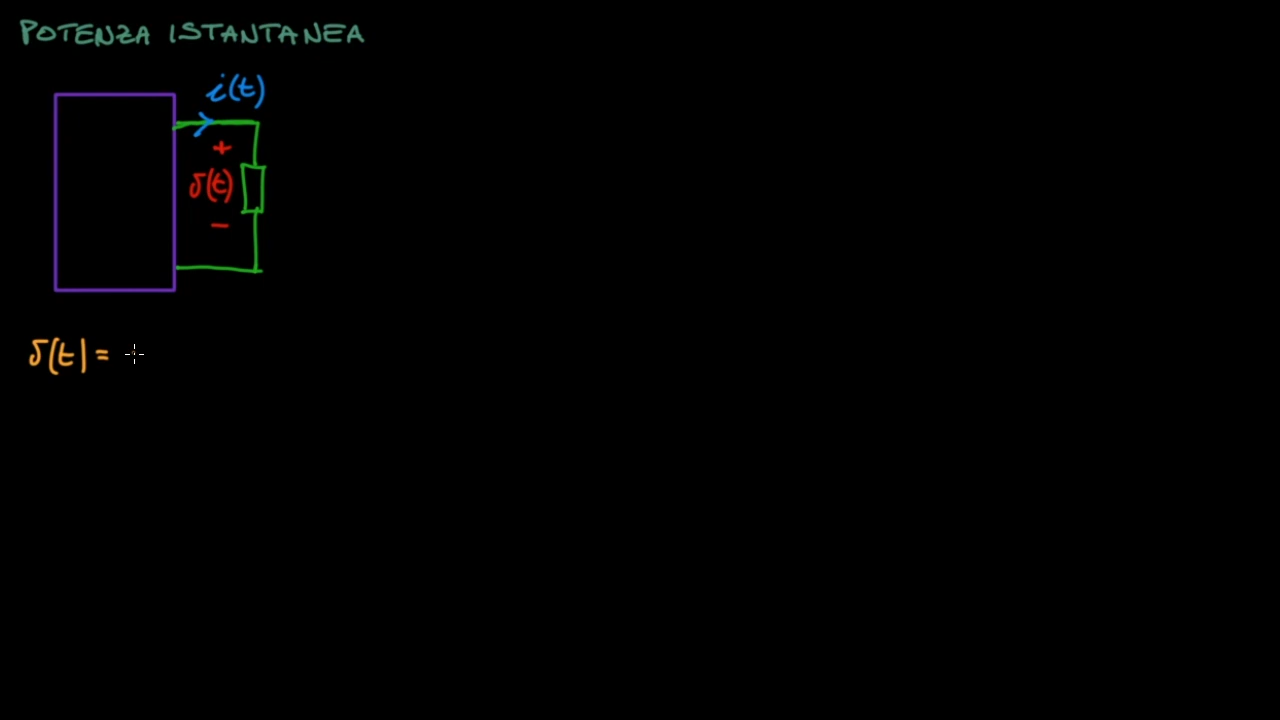 POTENZA ISTANTANEA
i(t)
+
v(t)
-
v(t) =